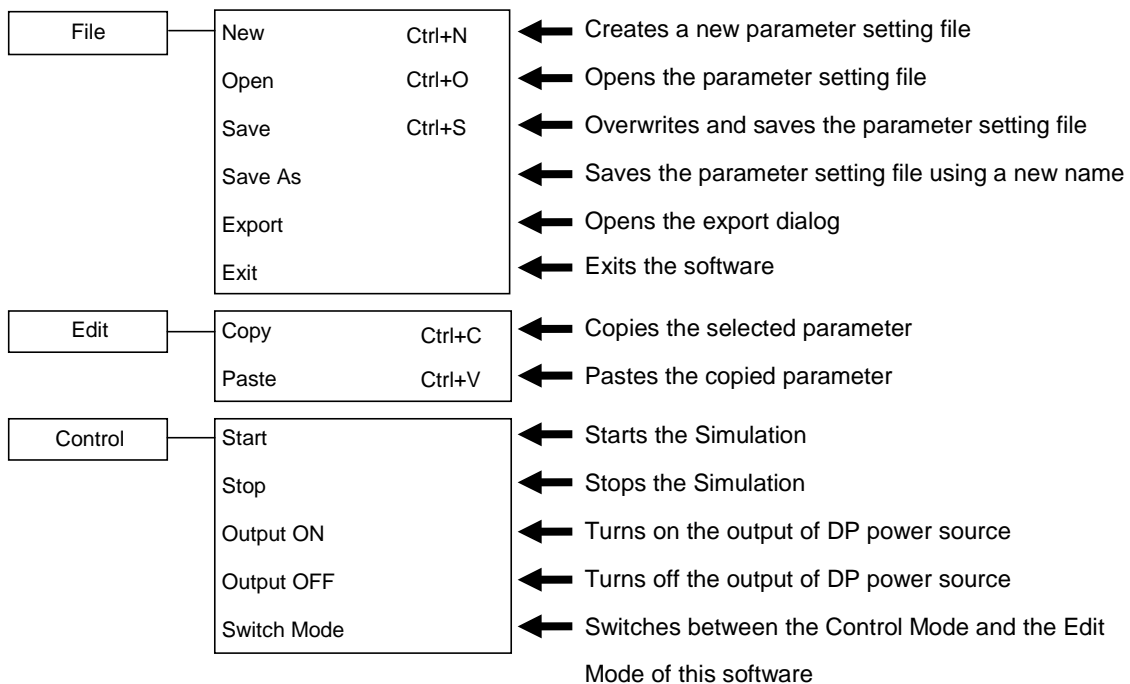 File New Ctrl+N Creates a new parameter setting file
Open Ctrl+O Opens the parameter setting file
Save Ctrl+S Overwrites and saves the parameter setting file
Save As Saves the parameter setting file using a new name
Export Opens the export dialog
Exit Exits the software
Edit Copy Ctrl+C Copies the selected parameter
Paste Ctrl+V Pastes the copied parameter
Control Start Starts the Simulation
Stop Stops the Simulation
Output ON Turns on the output of DP power source
Output OFF Turns off the output of DP power source
Switch Mode Switches between the Control Mode and the Edit
Mode of this software